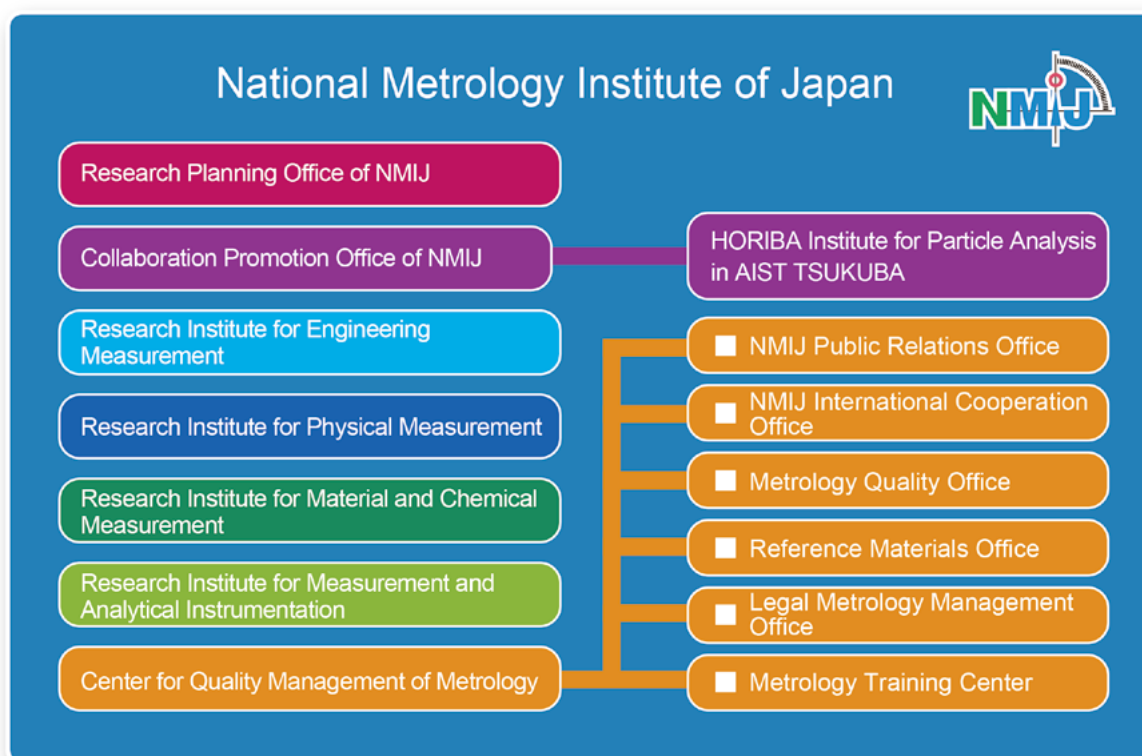 National Metrology Institute of Japan
NMIJ
Research Planning Office of NMIJ
Collaboration Promotion Office of NMIJ
HORIBA Institute for Particle Analysis
in AIST TSUKUBA
Research Institute for Engineering
Measurement
Research Institute for Physical Measurement
Research Institute for Material and Chemical
Measurement
Research Institute for Measurement and
Analytical Instrumentation
Center for Quality Management of Metrology
NMIJ Public Relations Office
NMIJ International Cooperation
Office
Metrology Quality Office
Reference Materials Office
Legal Metrology Management
Office
Metrology Training Center